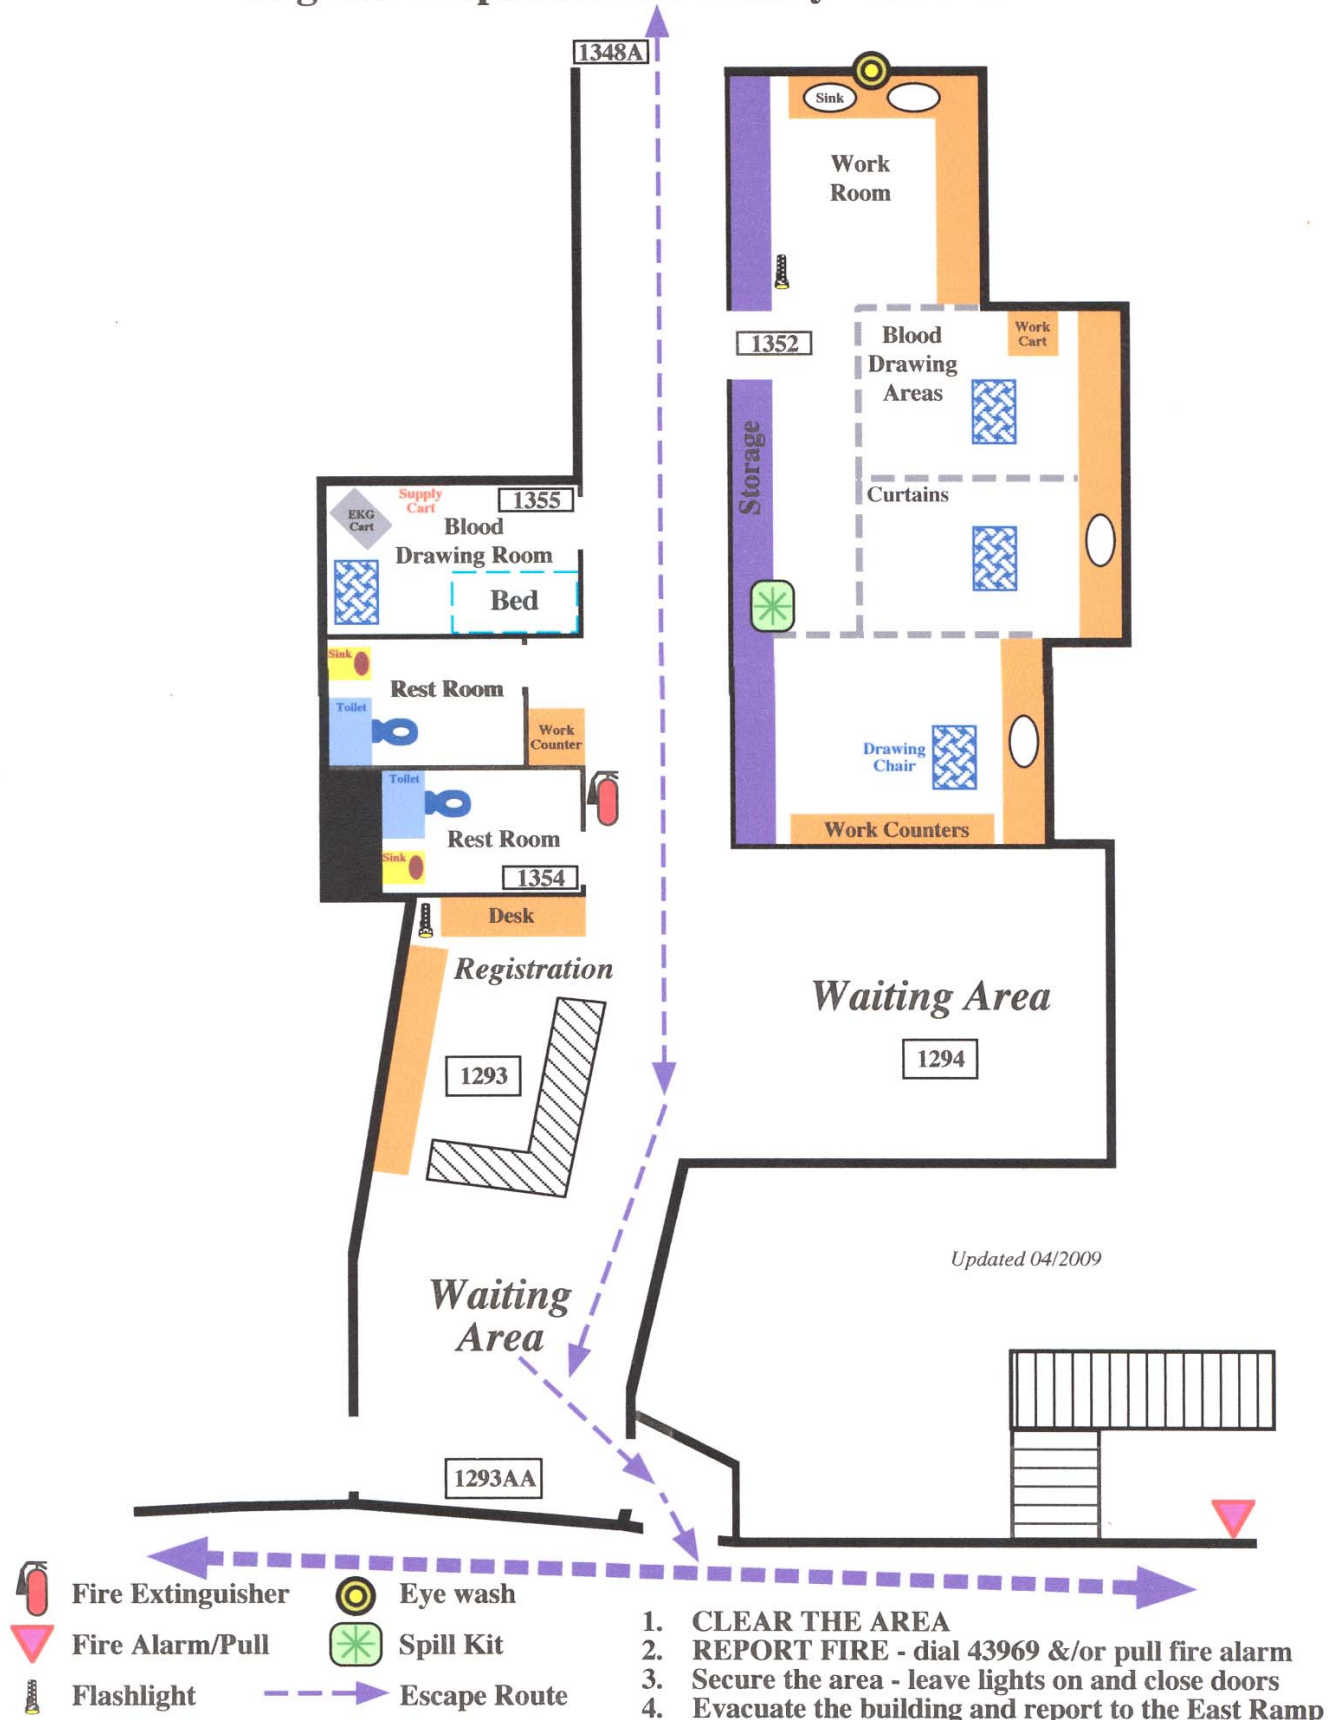 1348A
Sink
Work
Room
1352
Blood
Drawing
Areas
Work
Cart
Storage
Curtains
EKG
Cart
Supply
Cart
1355
Blood
Drawing Room
Bed
Sink
Rest Room
Toilet
Work
Counter
Toilet
Rest Room
Sink
1354
Drawing
Chair
Work Counters
Desk
Registration
Waiting Area
1293
1294
Updated 04/2009
Waiting
Area
1293AA
Fire Extinguisher
Eye wash
Fire Alarm/Pull
Spill Kit
Flashlight
Escape Route
1. CLEAR THE AREA
2. REPORT FIRE - dial 43969 &/or pull fire alarm
3. Secure the area - leave lights on and close doors
4. Evacuate the building and report to the East Ramp